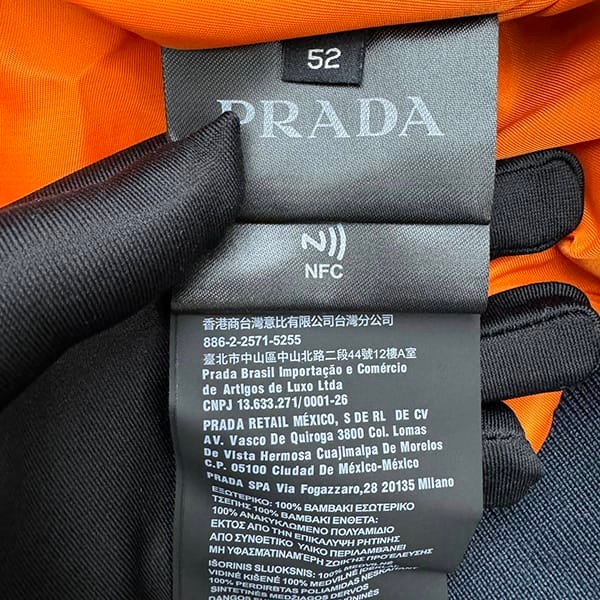 52
PRADA
NFC
香港商台灣意比有限公司台灣分公司
886-2-2571-5255
臺北市中山區中山北路二段44號12樓A室
Prada Brasil Importação e Comércio
de Artigos de Luxo Ltda
CNPJ 13.633.271/0001-26
PRADA RETAIL MÉXICO, S DE RL DE CV
AV. Vasco De Quiroga 3800 Col. Lomas
De Vista Hermosa Cuajimalpa De Morelos
C.P. 05100 Ciudad De México-México
PRADA SPA Via Fogazzaro,28 20135 Milano
ΕΞΩΤΕΡΙΚΟ: 100% ΒΑΜΒΑΚΙ ΕΣΩΤΕΡΙΚΟ
ΤΣΕΠΗΣ 100% ΒΑΜΒΑΚΙ ΕΝΘΕΤΑ:
100% ΑΝΑΚΥΚΛΩΜΕΝΟ ΠΟΛΥΑΜΙΔΙΟ
ΕΚΤΟΣ ΑΠΟ ΤΗΝ ΕΠΙΚΑΛΥΨΗ ΡΗΤΙΝΗΣ
ΑΠΟ ΣΥΝΘΕΤΙΚΟ ΥΛΙΚΟ ΠΕΡΙΛΑΜΒΑΝΕΙ
ΜΗ ΥΦΑΣΜΑΤΙΝΑ ΜΕΡΗ ΖΩΙΚΗΣ ΠΡΟΕΛΕΥΣΗΣ
IŠORINIS SLUOKSNIS: 100% MEDVILNĖ
VIDINĖ KIŠENĖ 100% MEDVILNĖ
100% PERDIRBTAS POLIAMIDAS NESKAITANT
SINTETINĖS MEDŽIAGOS DERVOS